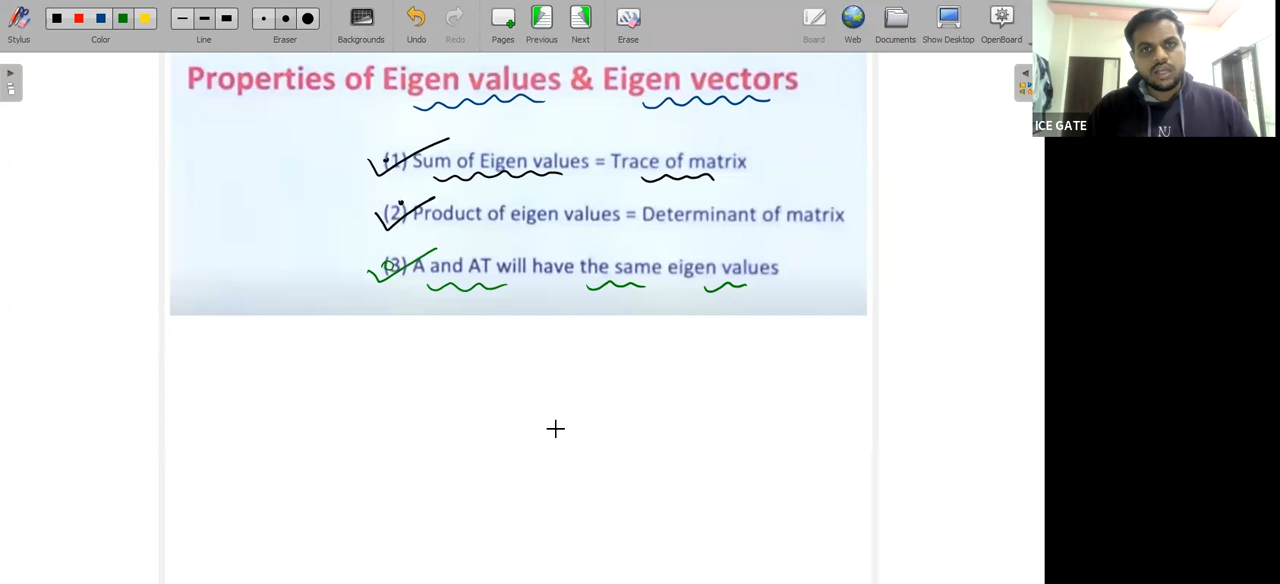 Stylus Color Line Eraser Backgrounds Undo Redo Pages Previous Next Erase Board Web Documents Show Desktop OpenBoard
ICE GATE
Properties of Eigen values & Eigen vectors
(1) Sum of Eigen values = Trace of matrix
(2) Product of eigen values = Determinant of matrix
(3) A and AT will have the same eigen values